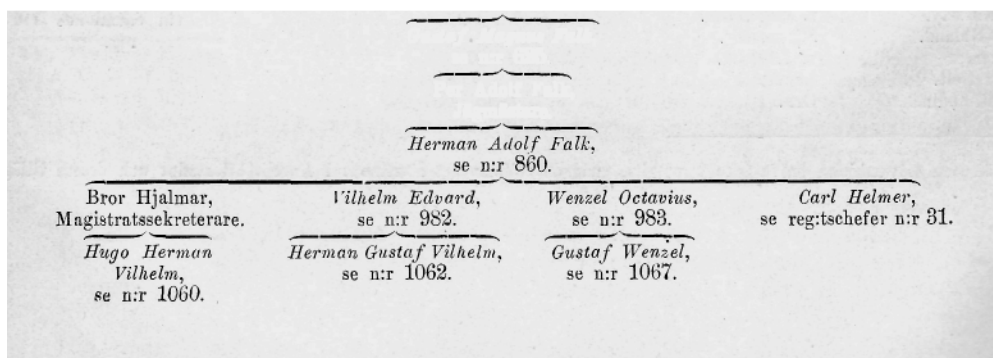 Herman Adolf Falk,
se n:r 860.
Bror Hjalmar,
Magistratssekreterare.
Vilhelm Edvard,
se n:r 982.
Wenzel Octavius,
se n:r 983.
Carl Helmer,
se reg:tschefer n:r 31.
Hugo Herman
Vilhelm,
se n:r 1060.
Herman Gustaf Vilhelm,
se n:r 1062.
Gustaf Wenzel,
se n:r 1067.